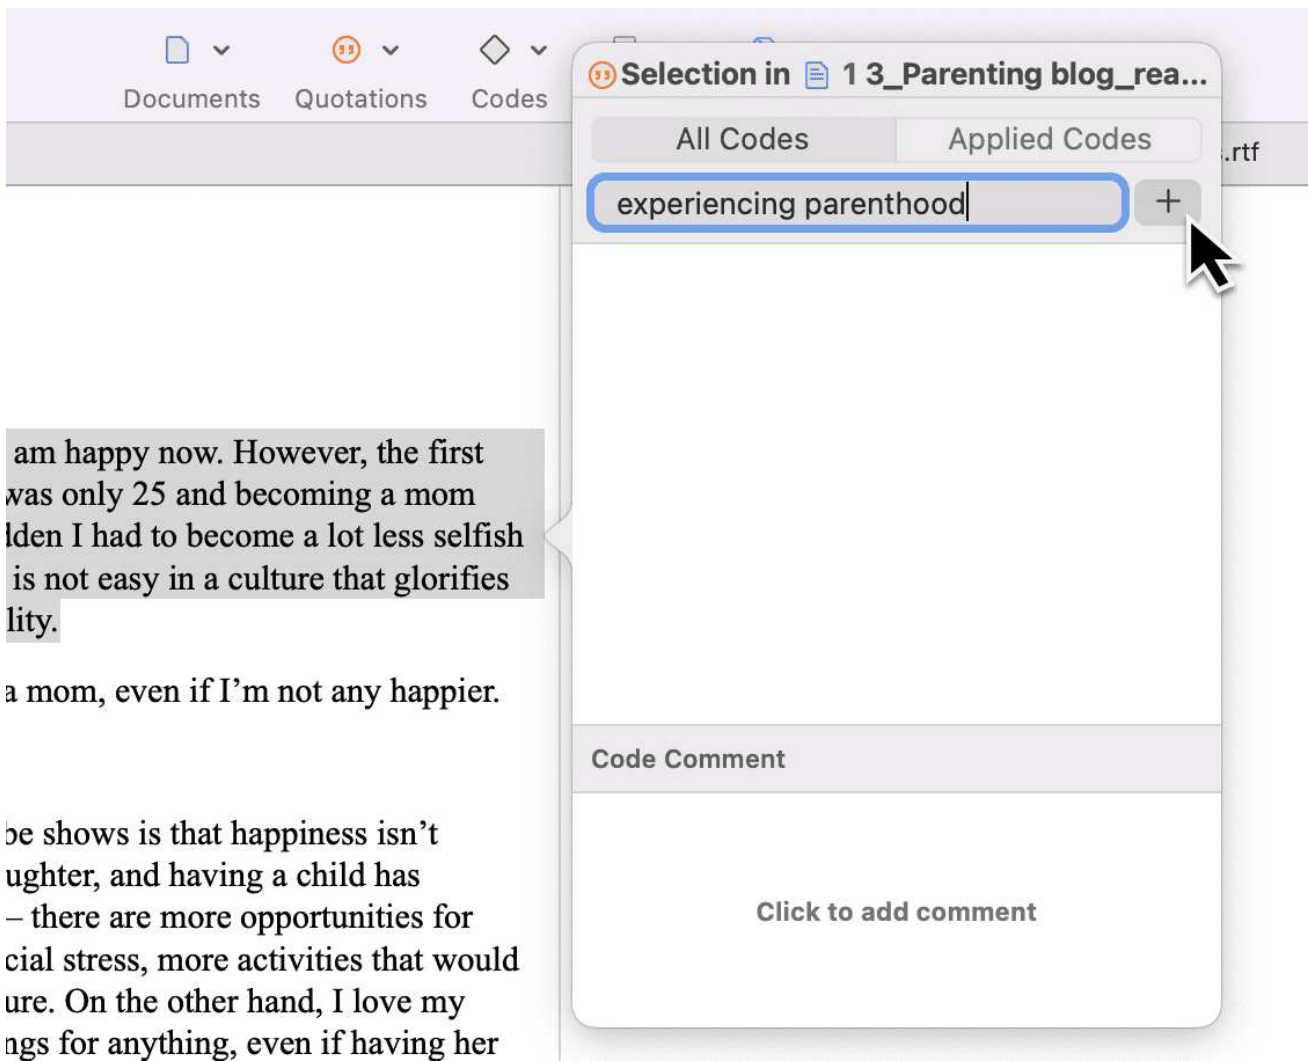 Documents
Quotations
Codes
Selection in 1 3_Parenting blog_rea...
All Codes
Applied Codes
.rtf
experiencing parenthood
+
am happy now. However, the first
was only 25 and becoming a mom
dden I had to become a lot less selfish
is not easy in a culture that glorifies
lity.
a mom, even if I’m not any happier.
be shows is that happiness isn’t
ughter, and having a child has
– there are more opportunities for
cial stress, more activities that would
ure. On the other hand, I love my
ngs for anything, even if having her
Code Comment
Click to add comment